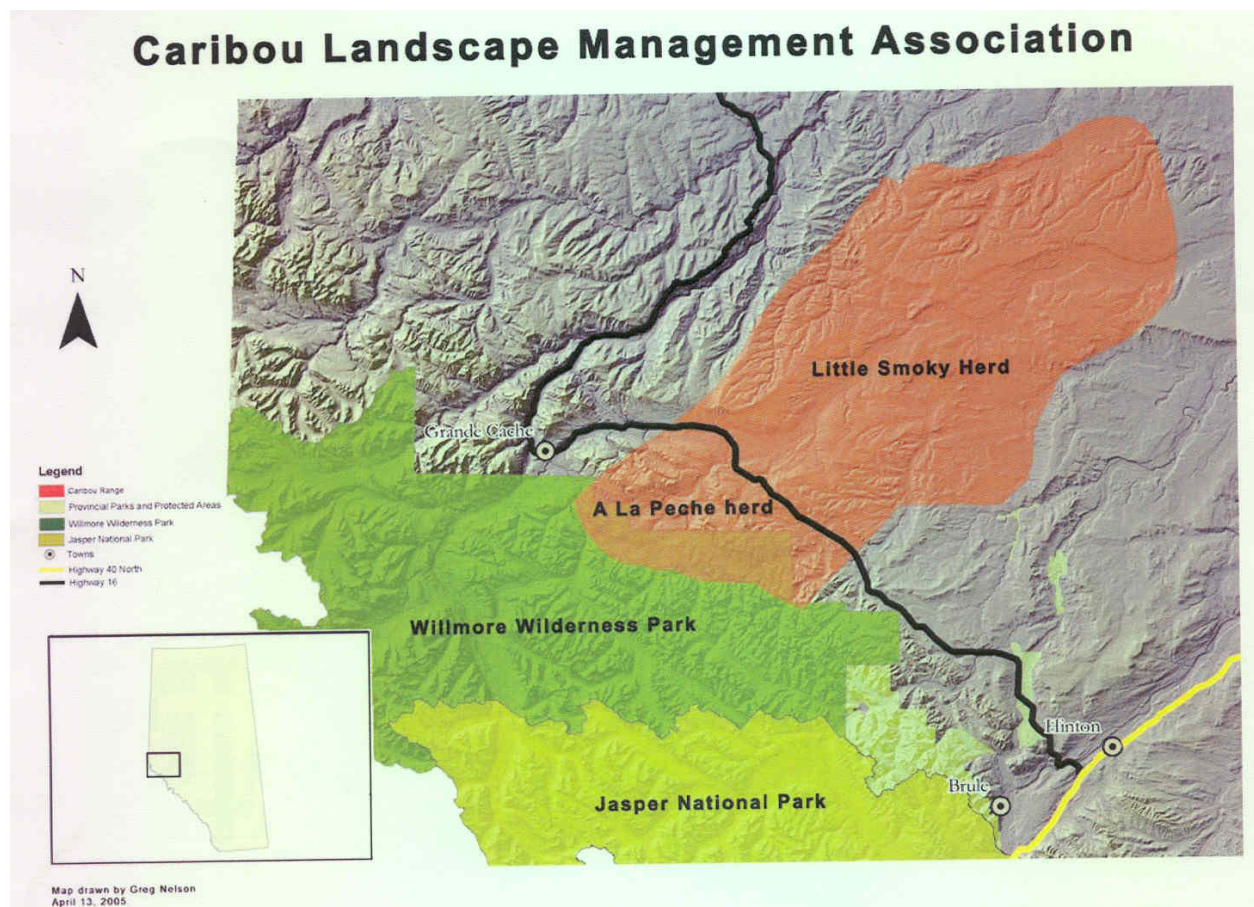 Caribou Landscape Management Association
N
Little Smoky Herd
Grande Cache
A La Peche herd
Legend
Caribou Range
Provincial Parks and Protected Areas
Willmore Wilderness Park
Jasper National Park
Towns
Highway 40 North
Highway 16
Willmore Wilderness Park
Hinton
Brule
Jasper National Park
Map drawn by Greg Nelson
April 13, 2005